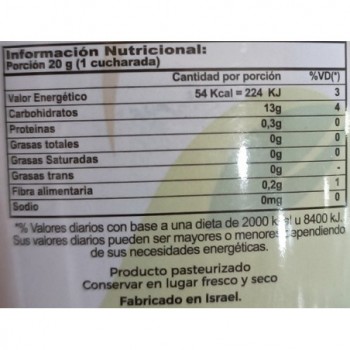 Información Nutricional:
Porción 20 g (1 cucharada)
Cantidad por porción %VD(*)
Valor Energético 54 Kcal = 224 KJ 3
Carbohidratos 13g 4
Proteinas 0,3g 0
Grasas totales 0g 0
Grasas Saturadas 0g 0
Grasas trans 0g -
Fibra alimentaria 0,2g 1
Sodio 0mg 0
*% Valores diarios con base a una dieta de 2000 kcal u 8400 kJ.
Sus valores diarios pueden ser mayores o menores dependiendo
de sus necesidades energéticas.
Producto pasteurizado
Conservar en lugar fresco y seco
Fabricado en Israel.